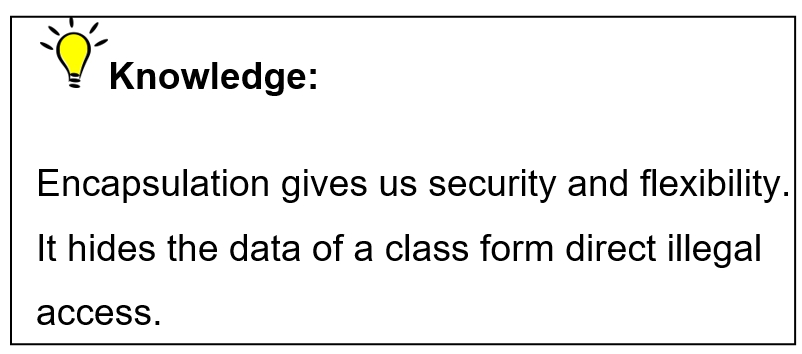 Knowledge:
Encapsulation gives us security and flexibility.
It hides the data of a class form direct illegal
access.